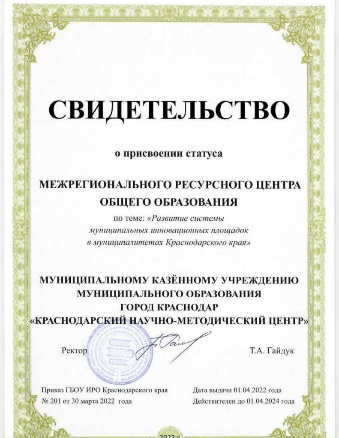 СВИДЕТЕЛЬСТВО
о присвоении статуса
МЕЖРЕГИОНАЛЬНОГО РЕСУРСНОГО ЦЕНТРА
ОБЩЕГО ОБРАЗОВАНИЯ
по теме: «Развитие системы
муниципальных инновационных площадок
в муниципалитетах Краснодарского края»
МУНИЦИПАЛЬНОМУ КАЗЁННОМУ УЧРЕЖДЕНИЮ
МУНИЦИПАЛЬНОГО ОБРАЗОВАНИЯ
ГОРОД КРАСНОДАР
«КРАСНОДАРСКИЙ НАУЧНО-МЕТОДИЧЕСКИЙ ЦЕНТР»
Ректор Т.А. Гайдук
Приказ ГБОУ ИРО Краснодарского края
№ 201 от 30 марта 2022 года
Дата выдачи 01.04.2022 года
Действителен до 01.04.2024 года
2022 г.